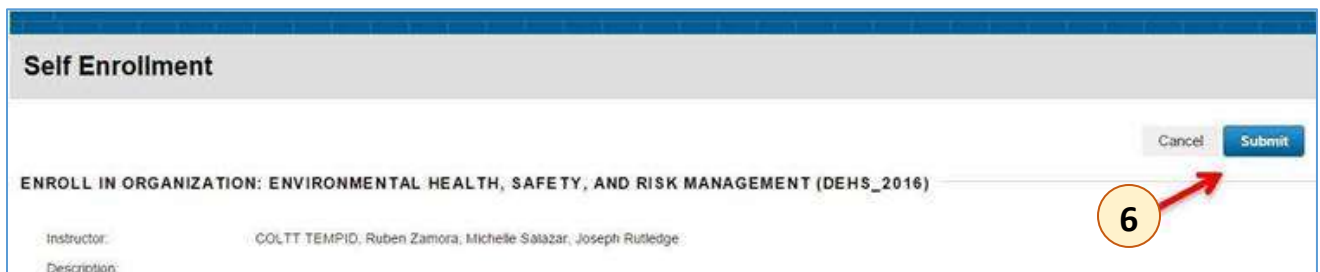 Self Enrollment
Cancel Submit
ENROLL IN ORGANIZATION: ENVIRONMENTAL HEALTH, SAFETY, AND RISK MANAGEMENT (DEHS_2016)
6
Instructor: COLTT TEMPID, Ruben Zamora, Michelle Salazar, Joseph Rutledge
Description: